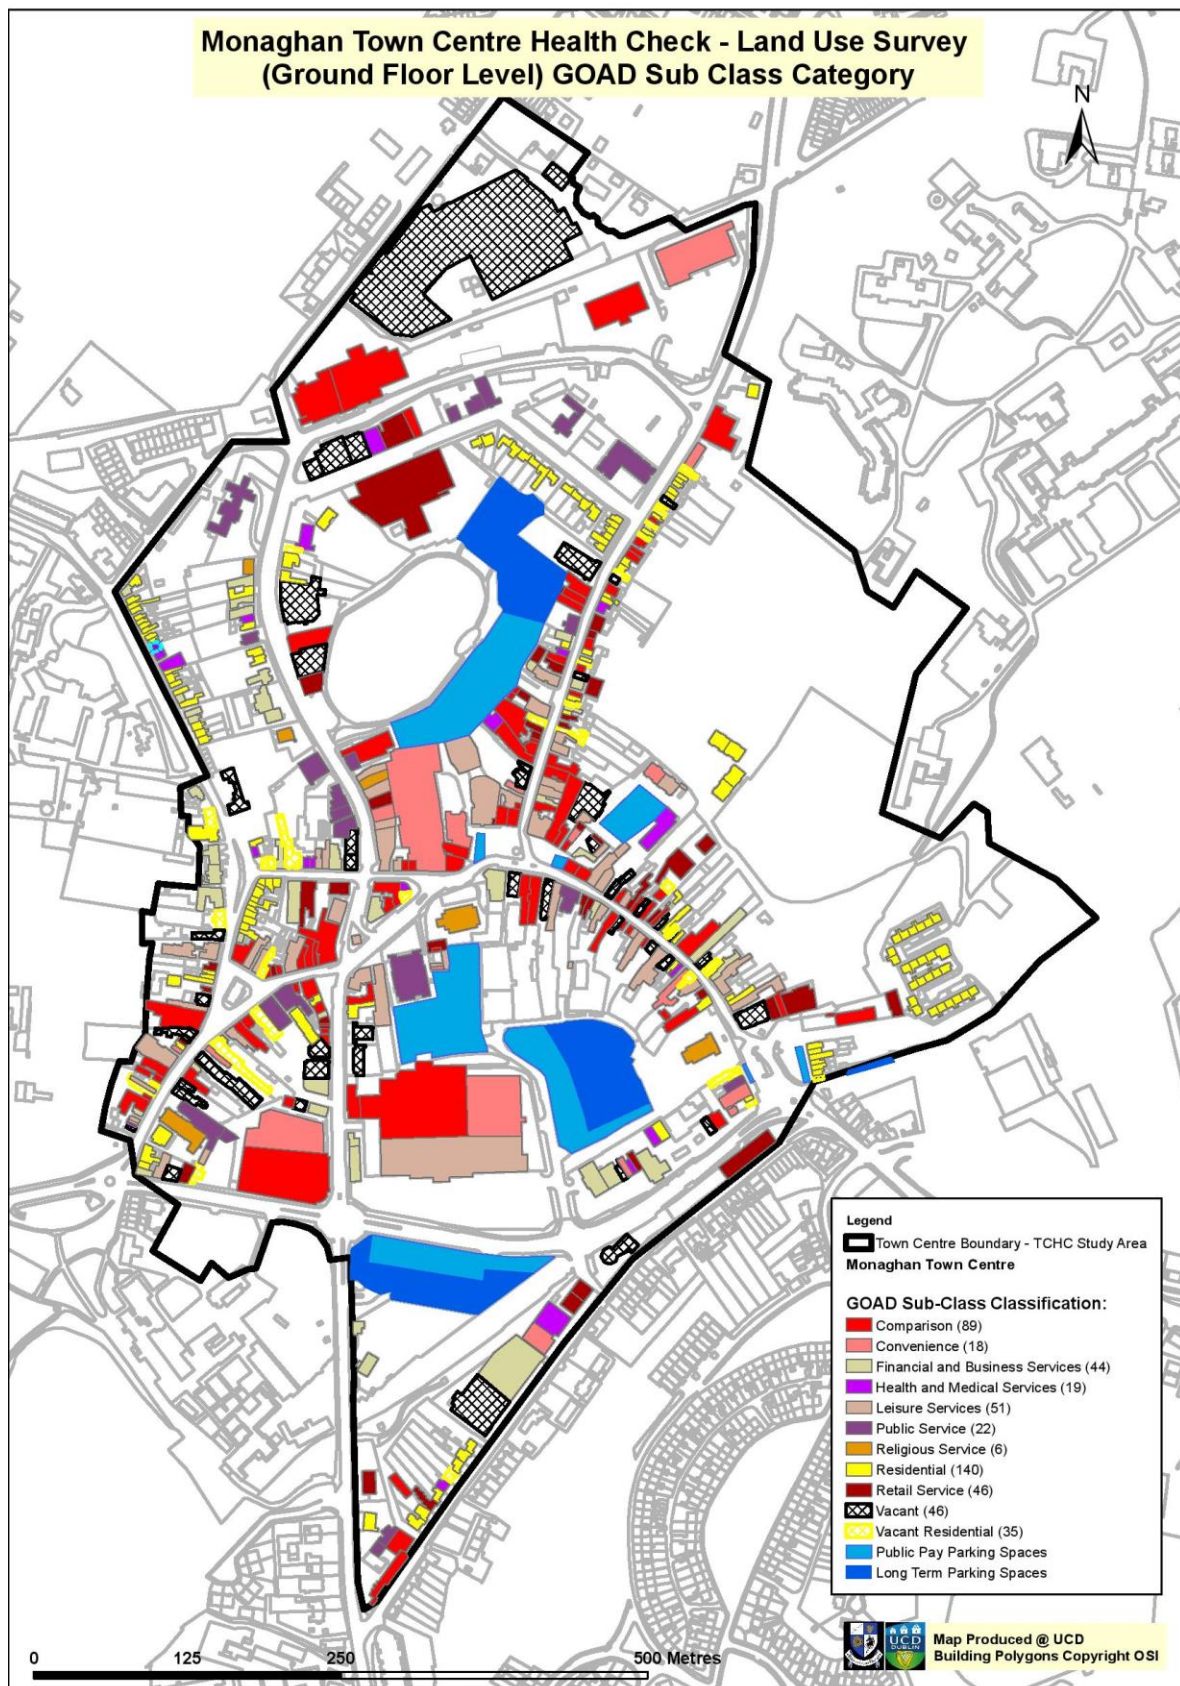 Monaghan Town Centre Health Check - Land Use Survey
(Ground Floor Level) GOAD Sub Class Category
N
Legend
Town Centre Boundary - TCHC Study Area
Monaghan Town Centre
GOAD Sub-Class Classification:
Comparison (89)
Convenience (18)
Financial and Business Services (44)
Health and Medical Services (19)
Leisure Services (51)
Public Service (22)
Religious Service (6)
Residential (140)
Retail Service (46)
Vacant (46)
Vacant Residential (35)
Public Pay Parking Spaces
Long Term Parking Spaces
0 125 250 500 Metres
UCD
DUBLIN
Map Produced @ UCD
Building Polygons Copyright OSI